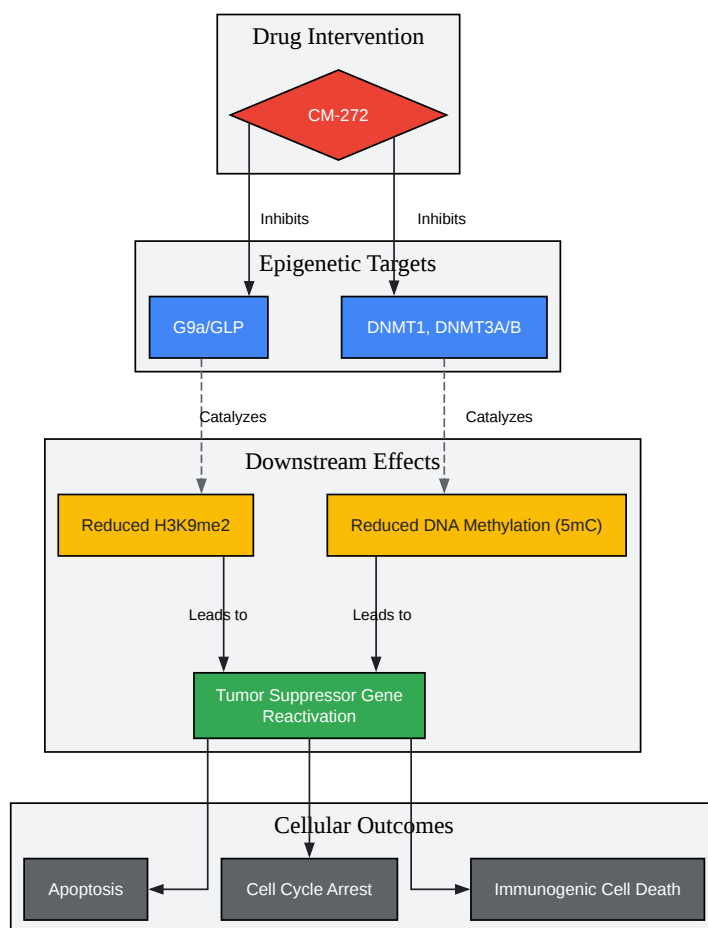 Drug Intervention
CM-272
Inhibits
Inhibits
Epigenetic Targets
G9a/GLP
DNMT1, DNMT3A/B
Catalyzes
Catalyzes
Downstream Effects
Reduced H3K9me2
Reduced DNA Methylation (5mC)
Leads to
Leads to
Tumor Suppressor Gene
Reactivation
Cellular Outcomes
Apoptosis
Cell Cycle Arrest
Immunogenic Cell Death